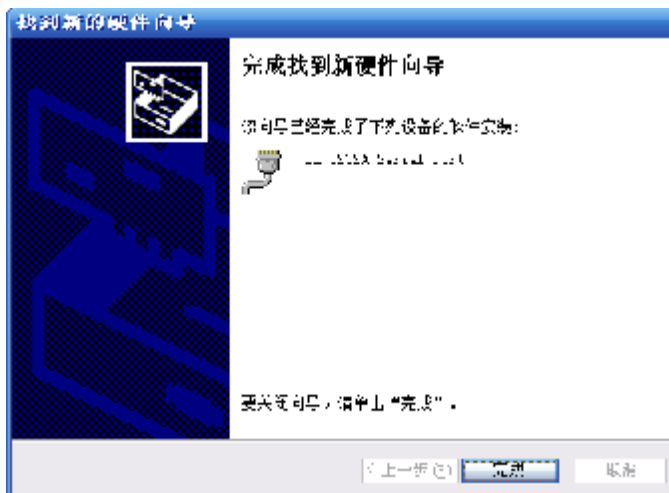 找到新的硬件向导
完成找到新硬件向导
该向导已经完成了下列设备的软件安装:
Serial Port
要关闭向导,请单击“完成”。
<上一步(B) 完成 取消